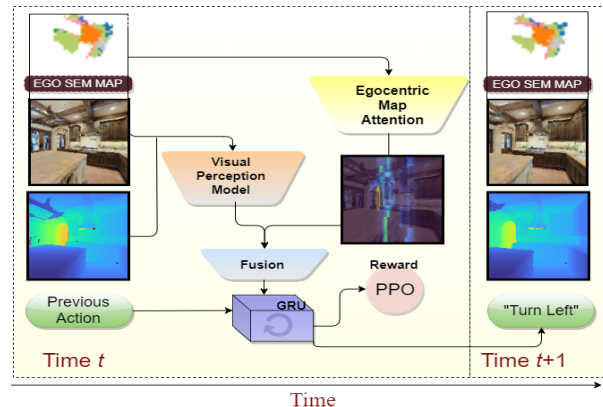 EGO SEM MAP
Egocentric
Map
Attention
Visual
Perception
Model
Fusion
Previous
Action
GRU
Reward
PPO
Time t
EGO SEM MAP
"Turn Left"
Time t+1
Time